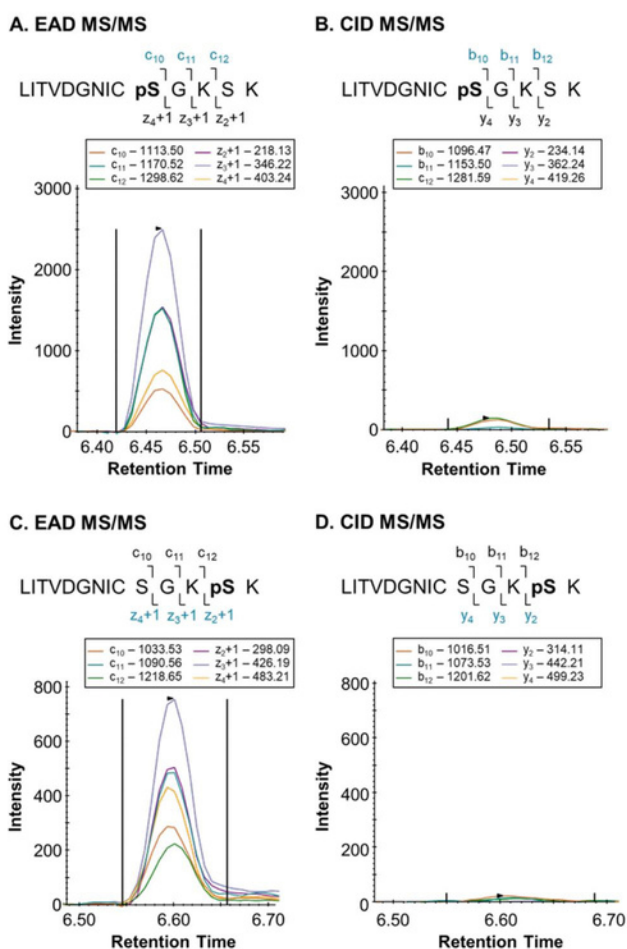 A. EAD MS/MS
c10 c11 c12
LITVDGNIC pS G K S K
z4+1 z3+1 z2+1
c10 – 1113.50 z2+1 – 218.13
c11 – 1170.52 z3+1 – 346.22
c12 – 1298.62 z4+1 – 403.24
3000
2000
1000
0
Intensity
6.40 6.45 6.50 6.55
Retention Time
B. CID MS/MS
b10 b11 b12
LITVDGNIC pS G K S K
y4 y3 y2
b10 – 1096.47 y2 – 234.14
b11 – 1153.50 y3 – 362.24
c12 – 1281.59 y4 – 419.26
3000
2000
1000
0
Intensity
6.40 6.45 6.50 6.55
Retention Time
C. EAD MS/MS
c10 c11 c12
LITVDGNIC S G K pS K
z4+1 z3+1 z2+1
c10 – 1033.53 z2+1 – 298.09
c11 – 1090.56 z3+1 – 426.19
c12 – 1218.65 z4+1 – 483.21
800
600
400
200
0
Intensity
6.50 6.60 6.70
Retention Time
D. CID MS/MS
b10 b11 b12
LITVDGNIC S G K pS K
y4 y3 y2
b10 – 1016.51 y2 – 314.11
b11 – 1073.53 y3 – 442.21
b12 – 1201.62 y4 – 499.23
800
600
400
200
0
Intensity
6.50 6.60 6.70
Retention Time